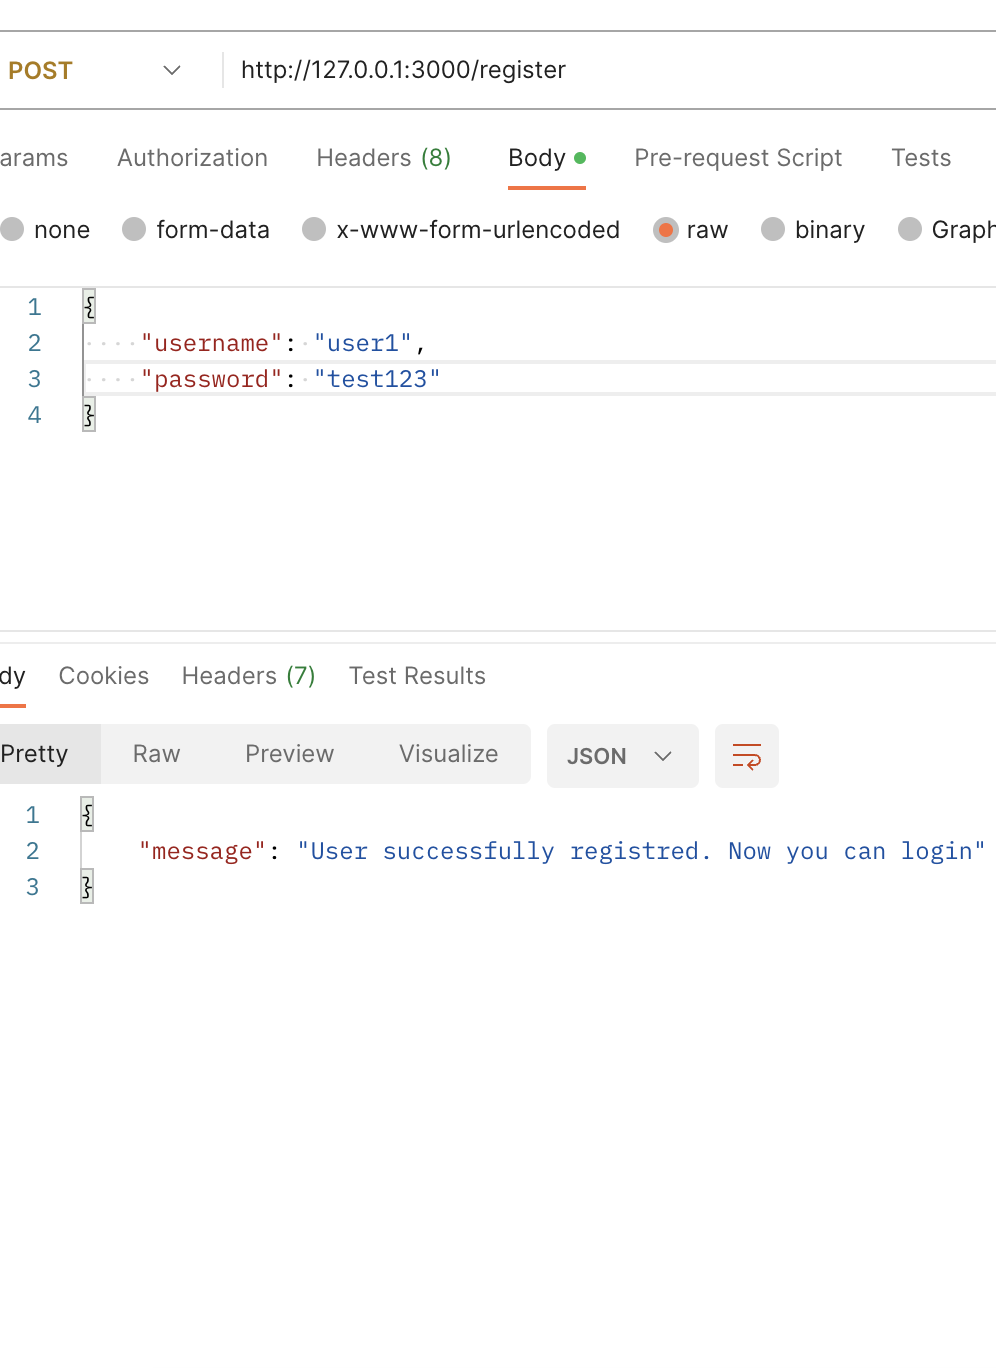 POST http://127.0.0.1:3000/register
arams Authorization Headers (8) Body Pre-request Script Tests
none form-data x-www-form-urlencoded raw binary Graph
1 {
2 "username": "user1",
3 "password": "test123"
4 }
dy Cookies Headers (7) Test Results
Pretty Raw Preview Visualize JSON
1 {
2 "message": "User successfully registred. Now you can login"
3 }